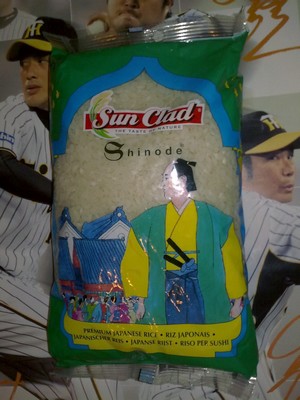 Sun Clad
THE TASTE OF NATURE
Shinode®
PREMIUM JAPANESE RICE • RIZ JAPONAIS •
JAPANISCHER REIS • JAPANSE RIJST • RISO PER SUSHI